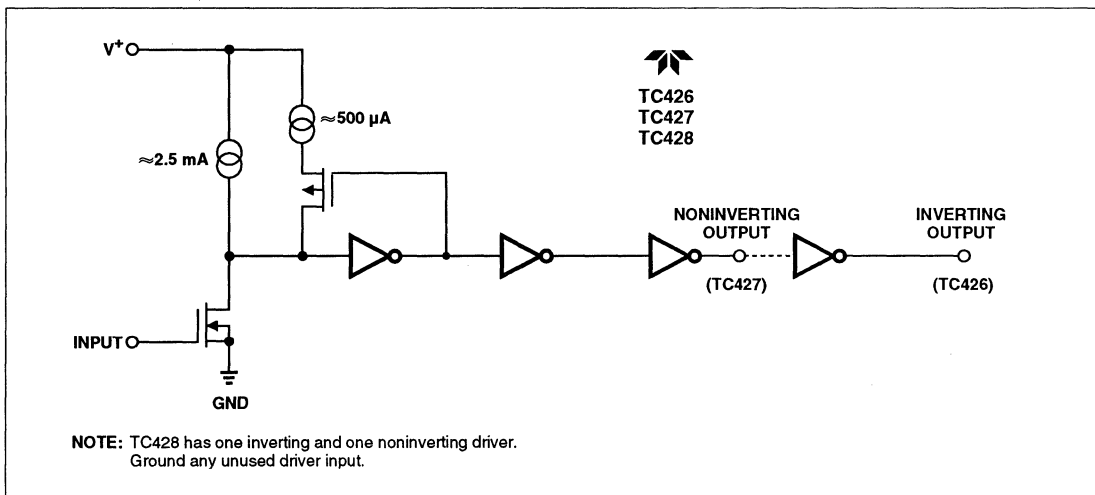 V+
≈500 µA
≈2.5 mA
TC426
TC427
TC428
NONINVERTING
OUTPUT
(TC427)
INVERTING
OUTPUT
(TC426)
INPUT
GND
NOTE: TC428 has one inverting and one noninverting driver.
Ground any unused driver input.